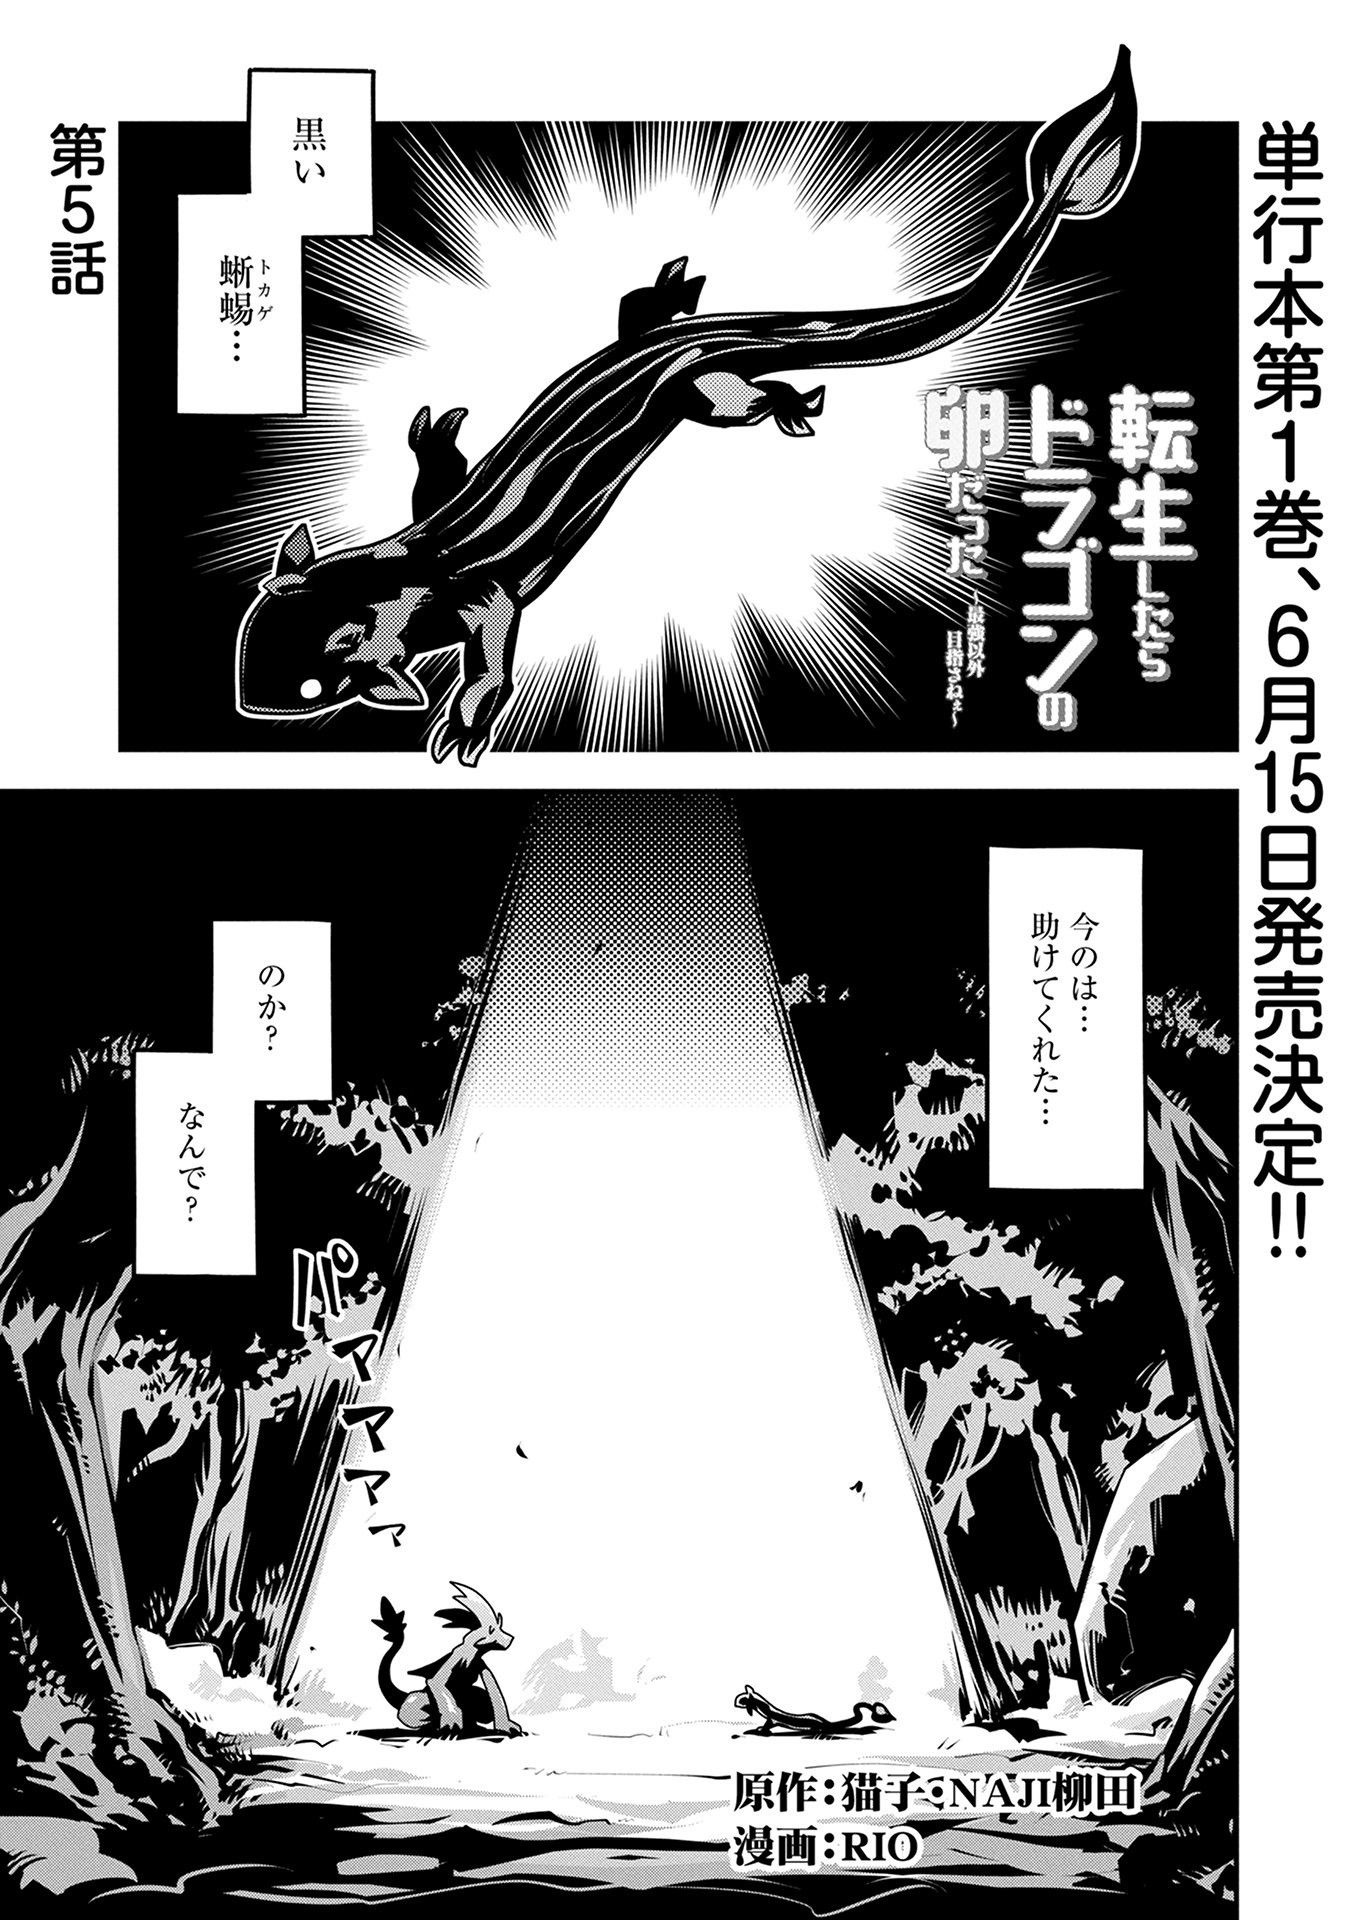 単行本第1巻、6月15日発売決定!!
転生したら
ドラゴンの
卵だった
～最強以外
目指さねぇ～
第5話
黒い
蜥蜴…
トカゲ
今のは…
助けてくれた…
のか?
なんで?
パァァァァ
原作:猫子・NAJI柳田
漫画:RIO